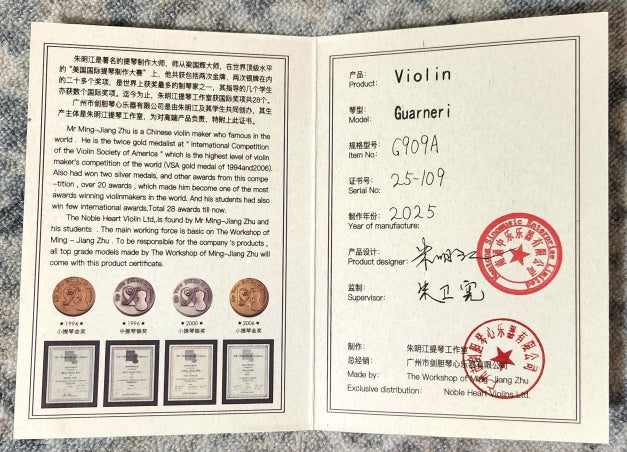 朱明江是著名的提琴制作大师，师从梁国辉大师，在世界顶级水平
的“美国国际提琴制作大赛”上，他共获包括两次金牌、两次银牌在内
的二十多个奖项，是世界上获奖最多的制琴家之一，其指导的几个学生
亦获数个国际奖项。迄今为止，朱明江提琴工作室获国际奖项共28个。
广州市剑胆琴心乐器有限公司是由朱明江及其学生共同创办，其生
产主体是朱明江提琴工作室，为对高端产品负责，特附上此证书。
Mr Ming-Jiang Zhu is a Chinese violin maker who famous in the
world . He is the twice gold medalist at " International Competition
of the Violin Society of America " which is the highest level of violin
maker's competition of the world (VSA gold medal of 1994and2006).
Also had won two silver medals, and other awards from this compe
-tition , over 20 awards , which made him become one of the most
awards winning violinmakers in the world. And his students had also
win few international awards.Total 28 awards till now.
The Noble Heart Violin Ltd,.is found by Mr Ming-Jiang Zhu and
his students . The main working force is basic on The Workshop of
Ming - Jiang Zhu . To be responsible for the company 's products ,
all top grade models made by The Workshop of Ming-Jiang Zhu will
come with this product certificate.
★1994★
小提琴金奖
★1996★
中提琴银奖
★2000★
小提琴银奖
★2006★
小提琴金奖
产品:
Product: Violin
琴型:
Model: Guarneri
规格型号:
Item No: G909A
证书号:
Serial No: 25-109
制作年份: 2025
Year of manufacture:
产品设计:
Product designer: 朱明江
监制:
Supervisor:
制作: 朱明江提琴工作室
总经销: 广州市剑胆琴心乐器有限公司
Made by: The Workshop of Ming-Jiang Zhu
Exclusive distribution: Noble Heart Violins Ltd.